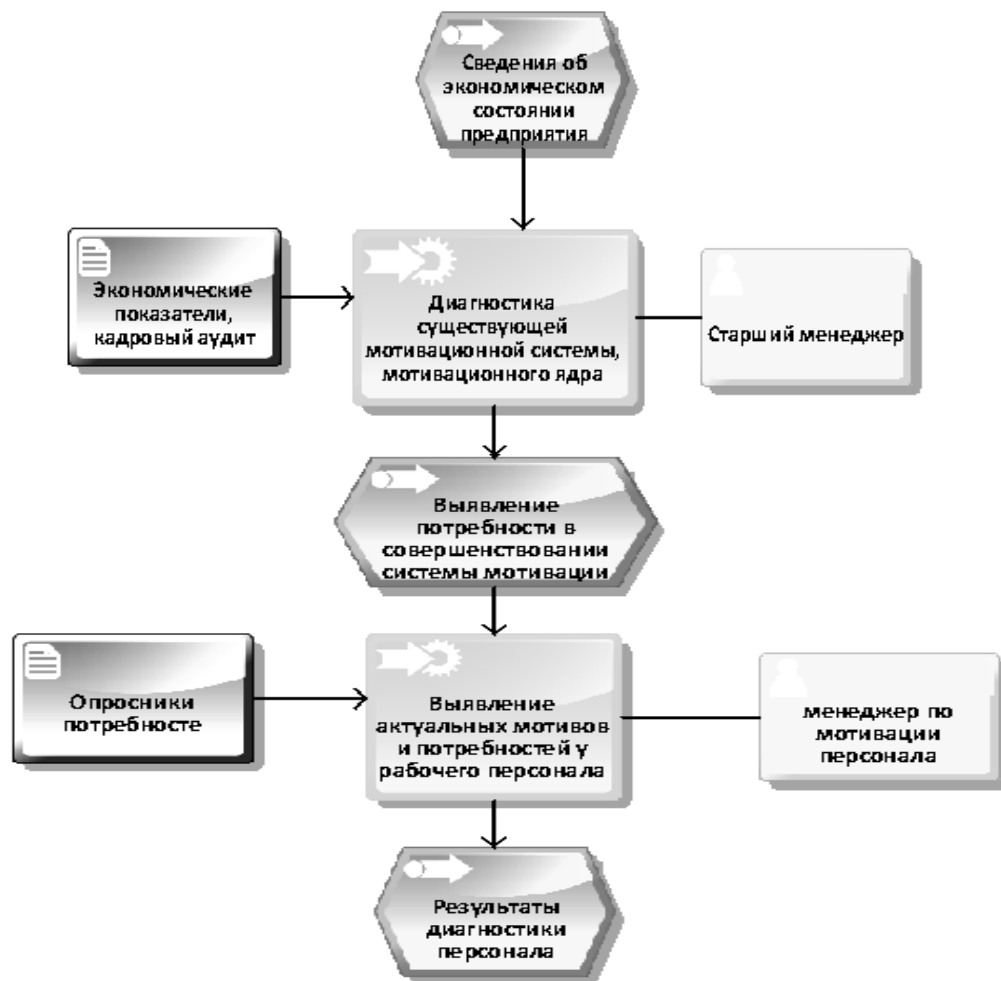 Сведения об
экономическом
состоянии
предприятия
Экономические
показатели,
кадровый аудит
Диагностика
существующей
мотивационной системы,
мотивационного ядра
Старший менеджер
Выявление
потребности в
совершенствовании
системы мотивации
Опросники
потребносте
Выявление
актуальных мотивов
и потребностей у
рабочего персонала
менеджер по
мотивации
персонала
Результаты
диагностики
персонала